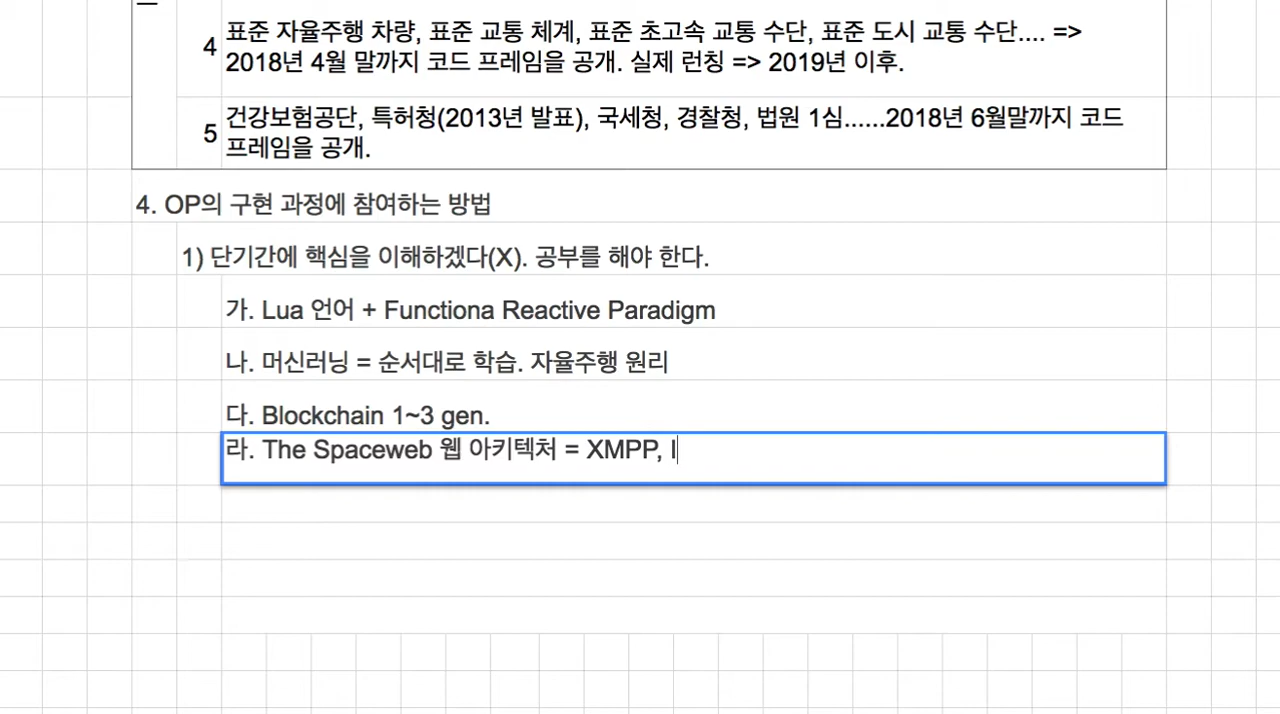 4 표준 자율주행 차량, 표준 교통 체계, 표준 초고속 교통 수단, 표준 도시 교통 수단.... =>
2018년 4월 말까지 코드 프레임을 공개. 실제 런칭 => 2019년 이후.
5 건강보험공단, 특허청(2013년 발표), 국세청, 경찰청, 법원 1심......2018년 6월말까지 코드
프레임을 공개.
4. OP의 구현 과정에 참여하는 방법
1) 단기간에 핵심을 이해하겠다(X). 공부를 해야 한다.
가. Lua 언어 + Functiona Reactive Paradigm
나. 머신러닝 = 순서대로 학습. 자율주행 원리
다. Blockchain 1~3 gen.
라. The Spaceweb 웹 아키텍처 = XMPP, I